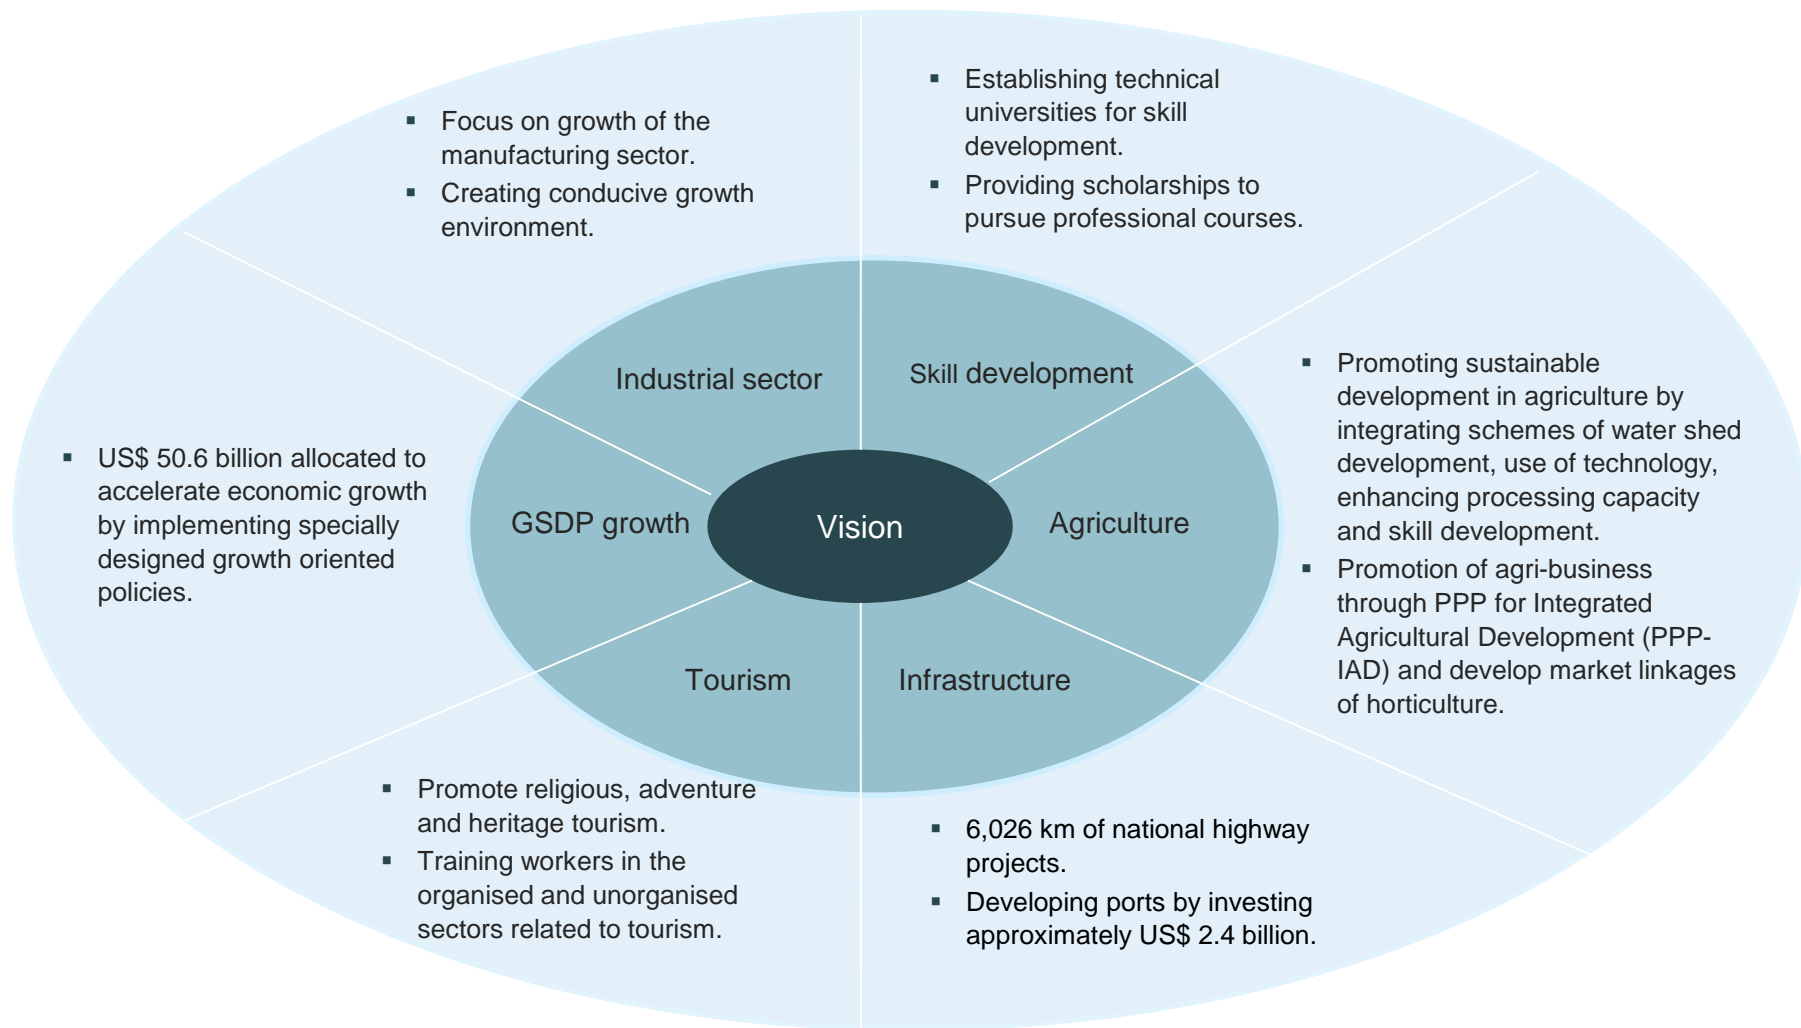 ▪ Focus on growth of the
manufacturing sector.
▪ Creating conducive growth
environment.
▪ Establishing technical
universities for skill
development.
▪ Providing scholarships to
pursue professional courses.
Industrial sector
Skill development
▪ US$ 50.6 billion allocated to
accelerate economic growth
by implementing specially
designed growth oriented
policies.
GSDP growth
Vision
Agriculture
▪ Promoting sustainable
development in agriculture by
integrating schemes of water shed
development, use of technology,
enhancing processing capacity
and skill development.
▪ Promotion of agri-business
through PPP for Integrated
Agricultural Development (PPP-
IAD) and develop market linkages
of horticulture.
Tourism
Infrastructure
▪ Promote religious, adventure
and heritage tourism.
▪ Training workers in the
organised and unorganised
sectors related to tourism.
▪ 6,026 km of national highway
projects.
▪ Developing ports by investing
approximately US$ 2.4 billion.